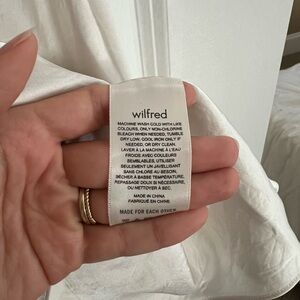 wilfred
MACHINE WASH COLD WITH LIKE
COLOURS, ONLY NON-CHLORINE
BLEACH WHEN NEEDED, TUMBLE
DRY LOW, COOL IRON ONLY IF
NEEDED, OR DRY CLEAN.
LAVER À LA MACHINE À L'EAU
FROIDE AVEC COULEURS
SEMBLABLES, UTILISER
SEULEMENT UN JAVELLISANT
SANS CHLORE AU BESOIN,
SÉCHER À BASSE TEMPÉRATURE,
REPASSAGE DOUX SI NÉCESSAIRE,
OU NETTOYER À SEC.
MADE IN CHINA
FABRIQUÉ EN CHINE
MADE FOR EACH OTHER